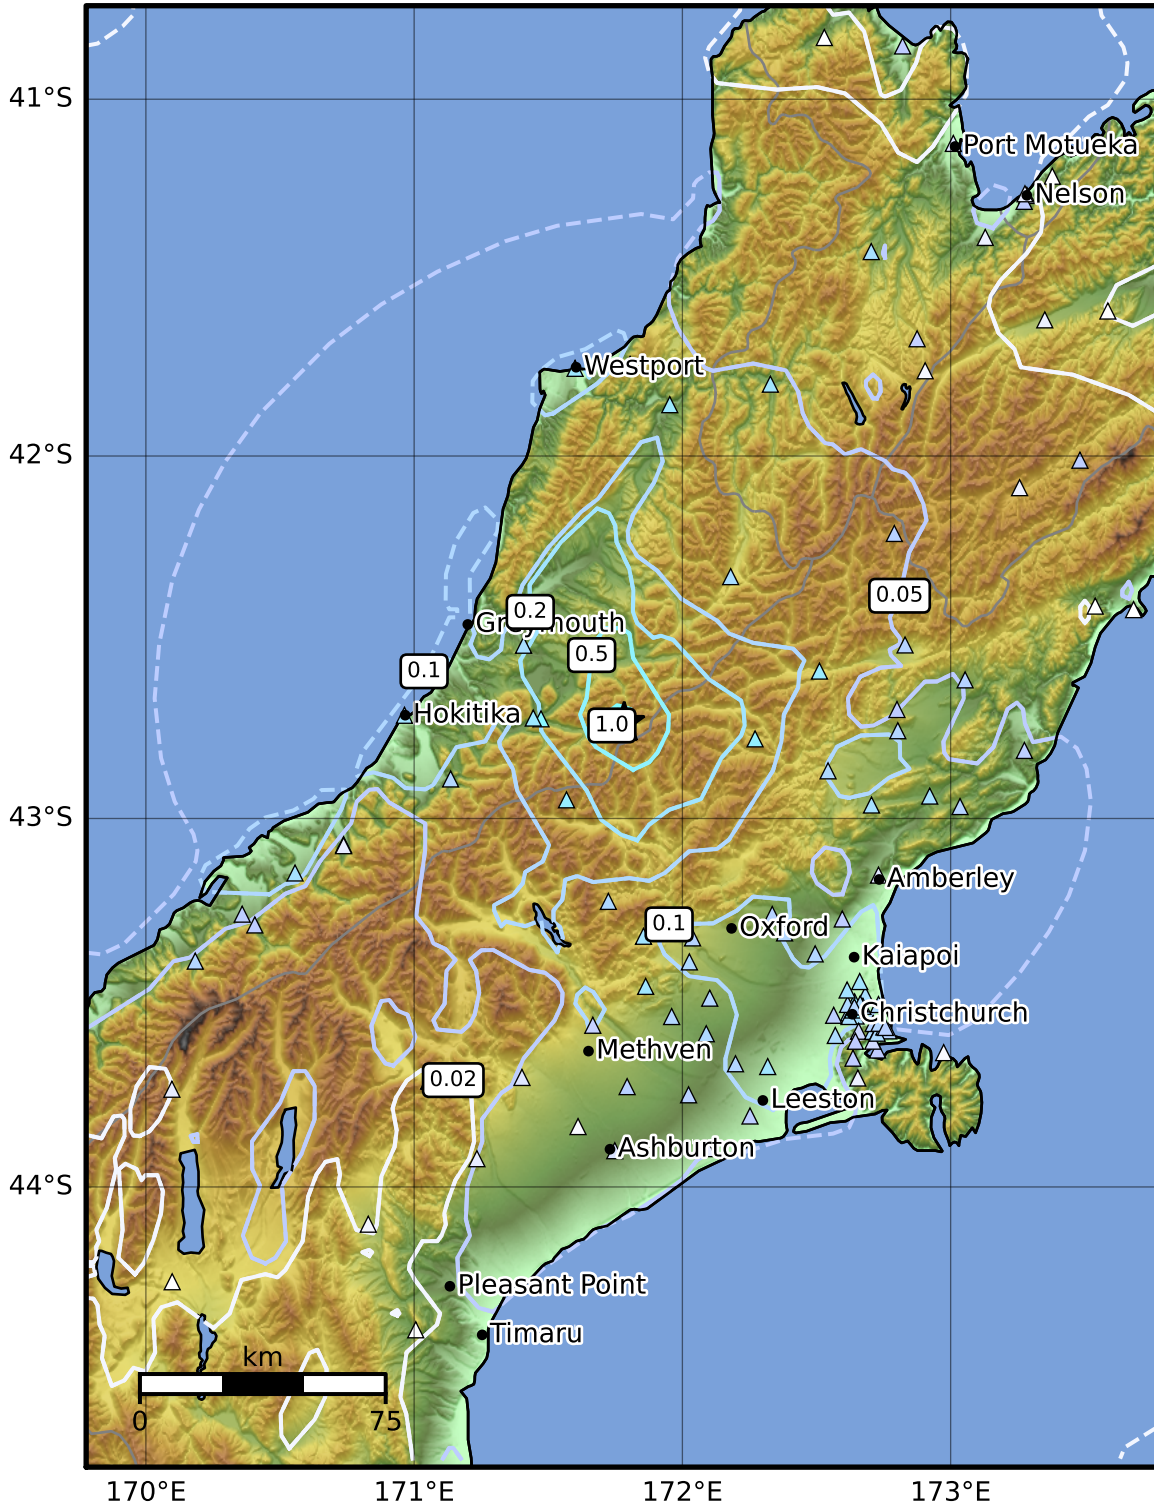 41°S
Port Motueka
Nelson
Westport
42°S
0.05
0.2
Greymouth
0.5
0.1
Hokitika
1.0
43°S
Amberley
0.1
Oxford
Kaiapoi
Christchurch
Methven
0.02
Leeston
Ashburton
44°S
Pleasant Point
Timaru
km
0
75
170°E
171°E
172°E
173°E